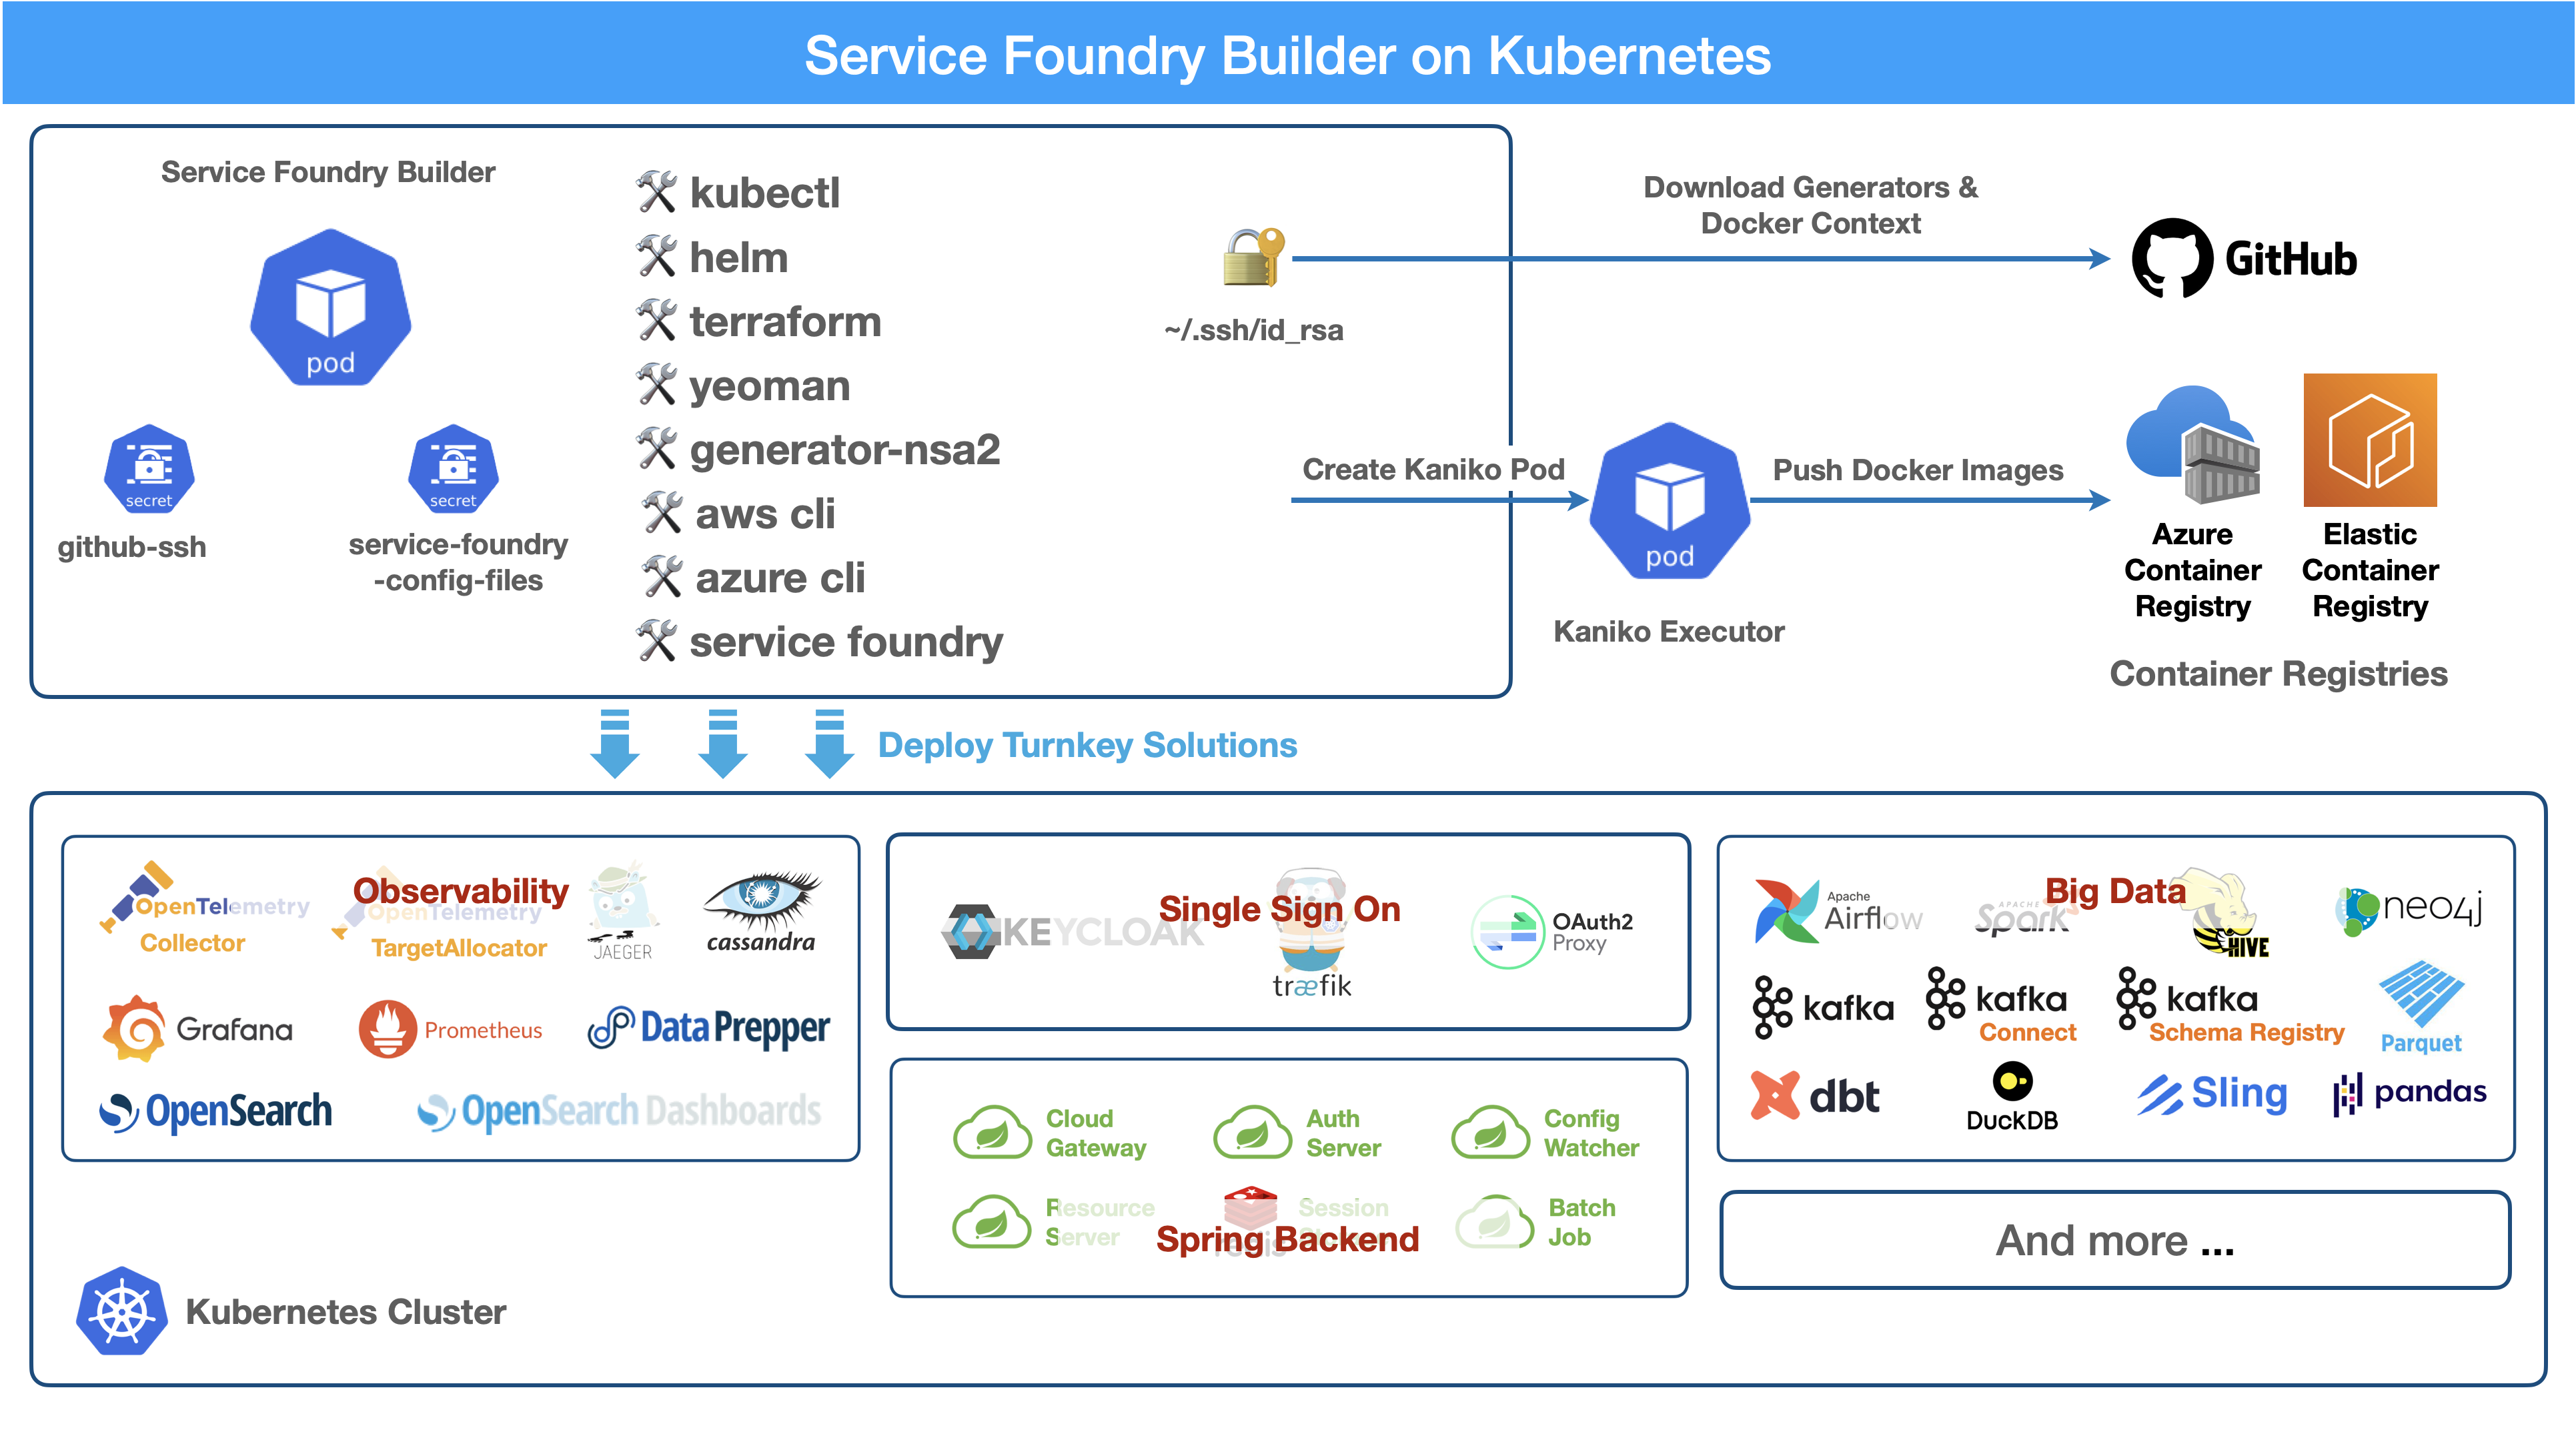 Service Foundry Builder on Kubernetes
Service Foundry Builder
pod
secret
github-ssh
secret
service-foundry
-config-files
kubectl
helm
terraform
yeoman
generator-nsa2
aws cli
azure cli
service foundry
~/.ssh/id_rsa
Download Generators &
Docker Context
GitHub
Create Kaniko Pod
pod
Kaniko Executor
Push Docker Images
Azure
Container
Registry
Elastic
Container
Registry
Container Registries
Deploy Turnkey Solutions
Observability
OpenTelemetry
Collector
OpenTelemetry
TargetAllocator
JAEGER
cassandra
Grafana
Prometheus
Data Prepper
OpenSearch
OpenSearch Dashboards
Single Sign On
KEYCLOAK
træfik
OAuth2
Proxy
Cloud
Gateway
Auth
Server
Config
Watcher
Resource
Server
Session
redis
Batch
Job
Spring Backend
Big Data
Apache
Airflow
APACHE
Spark
HIVE
neo4j
kafka
kafka
Connect
kafka
Schema Registry
Parquet
dbt
DuckDB
Sling
pandas
And more ...
Kubernetes Cluster